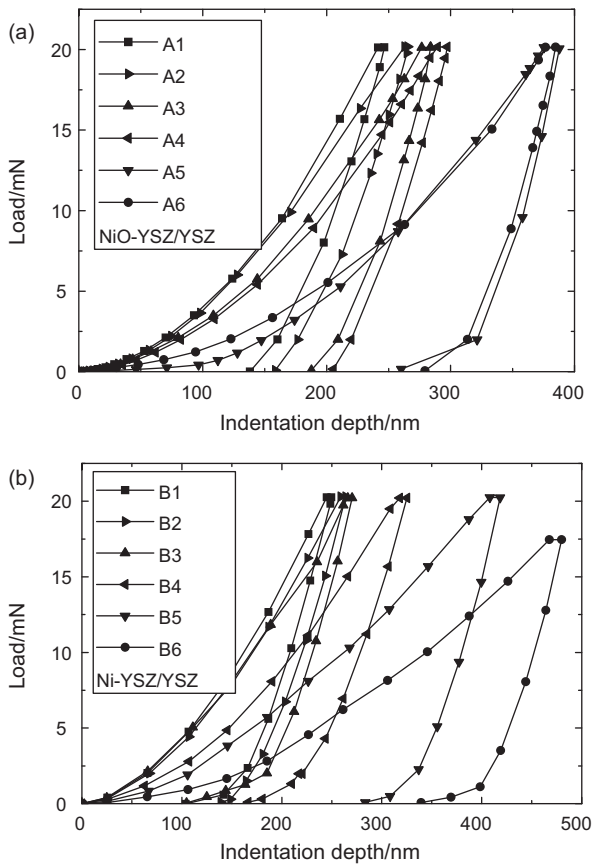 (a)
20
15
10
5
0
Load/mN
A1
A2
A3
A4
A5
A6
NiO-YSZ/YSZ
0 100 200 300 400
Indentation depth/nm
(b)
20
15
10
5
0
Load/mN
B1
B2
B3
B4
B5
B6
Ni-YSZ/YSZ
0 100 200 300 400 500
Indentation depth/nm